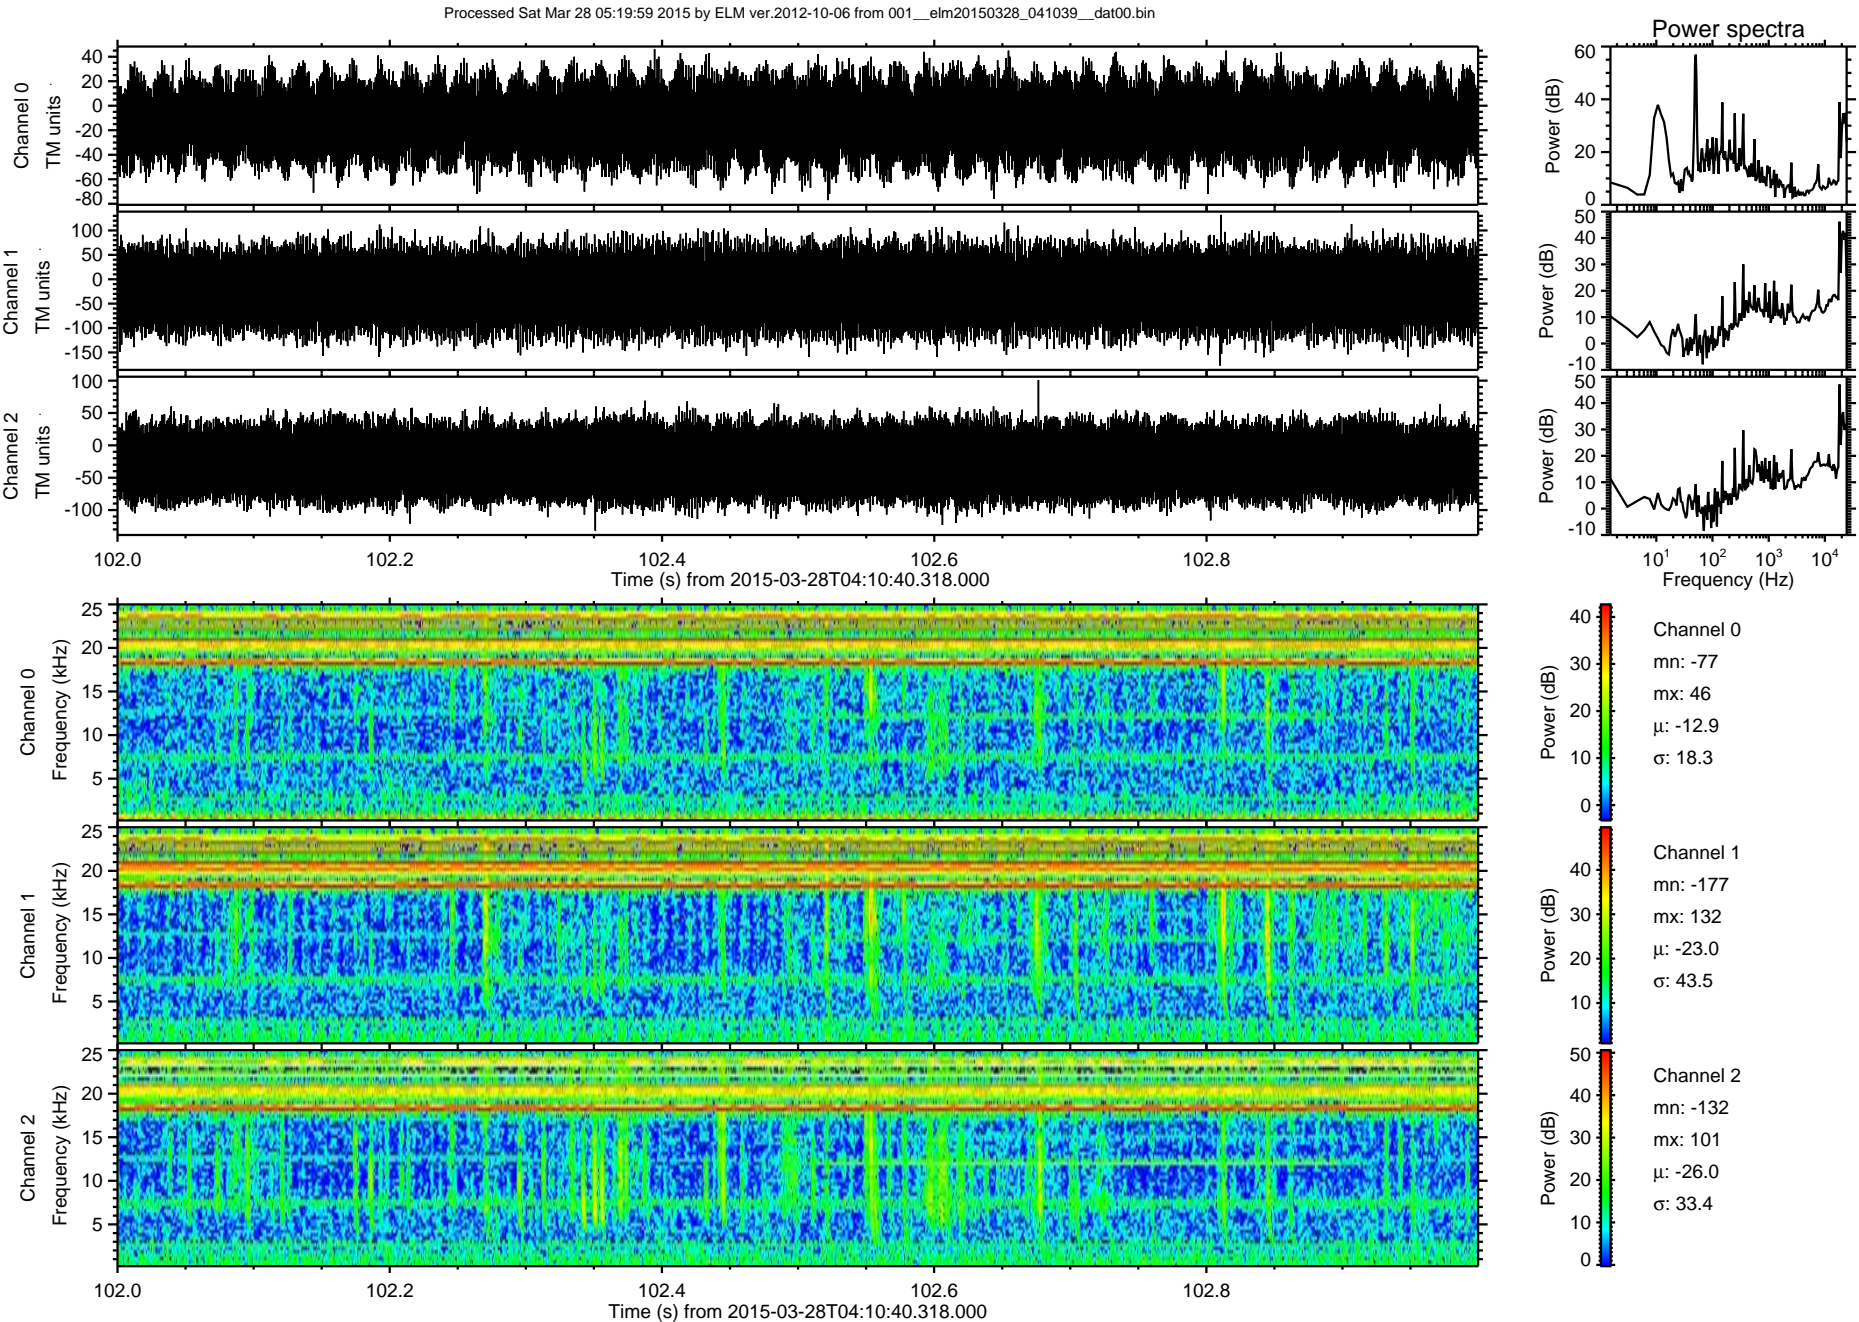 Processed Sat Mar 28 05:19:59 2015 by ELM ver.2012-10-06 from 001__elm20150328_041039__dat00.bin
Power spectra
Channel 0
TM units
40
20
0
-20
-40
-60
-80
Power (dB)
60
40
20
0
Channel 1
TM units
100
50
0
-50
-100
-150
Power (dB)
50
40
30
20
10
0
-10
Channel 2
TM units
100
50
0
-50
-100
Power (dB)
50
40
30
20
10
0
-10
102.0 102.2 102.4 102.6 102.8
Time (s) from 2015-03-28T04:10:40.318.000
10^1 10^2 10^3 10^4
Frequency (Hz)
Channel 0
Frequency (kHz)
25
20
15
10
5
Power (dB)
40
30
20
10
0
Channel 0
mn: -77
mx: 46
μ: -12.9
σ: 18.3
Channel 1
Frequency (kHz)
25
20
15
10
5
Power (dB)
40
30
20
10
Channel 1
mn: -177
mx: 132
μ: -23.0
σ: 43.5
Channel 2
Frequency (kHz)
25
20
15
10
5
Power (dB)
50
40
30
20
10
0
Channel 2
mn: -132
mx: 101
μ: -26.0
σ: 33.4
102.0 102.2 102.4 102.6 102.8
Time (s) from 2015-03-28T04:10:40.318.000